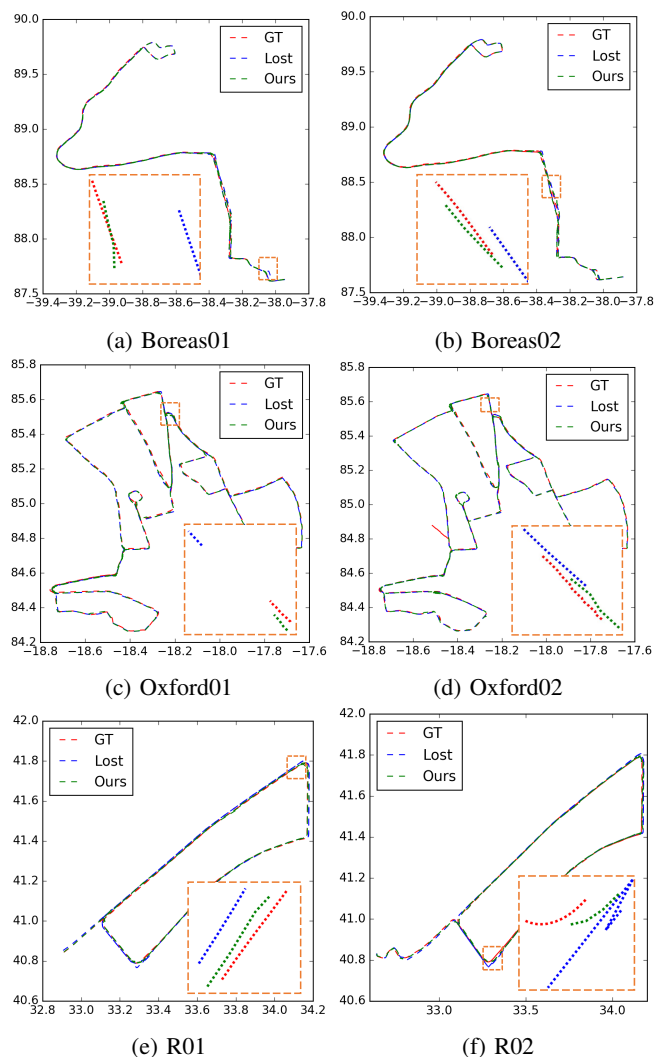 90.0
89.5
89.0
88.5
88.0
87.5
−39.4 −39.2 −39.0 −38.8 −38.6 −38.4 −38.2 −38.0 −37.8
GT
Lost
Ours
(a) Boreas01
90.0
89.5
89.0
88.5
88.0
87.5
−39.4 −39.2 −39.0 −38.8 −38.6 −38.4 −38.2 −38.0 −37.8
GT
Lost
Ours
(b) Boreas02
85.8
85.6
85.4
85.2
85.0
84.8
84.6
84.4
84.2
−18.8 −18.6 −18.4 −18.2 −18.0 −17.8 −17.6
GT
Lost
Ours
(c) Oxford01
85.8
85.6
85.4
85.2
85.0
84.8
84.6
84.4
84.2
−18.8 −18.6 −18.4 −18.2 −18.0 −17.8 −17.6
GT
Lost
Ours
(d) Oxford02
42.0
41.8
41.6
41.4
41.2
41.0
40.8
40.6
32.8 33.0 33.2 33.4 33.6 33.8 34.0 34.2
GT
Lost
Ours
(e) R01
42.0
41.8
41.6
41.4
41.2
41.0
40.8
40.6
33.0 33.5 34.0
GT
Lost
Ours
(f) R02